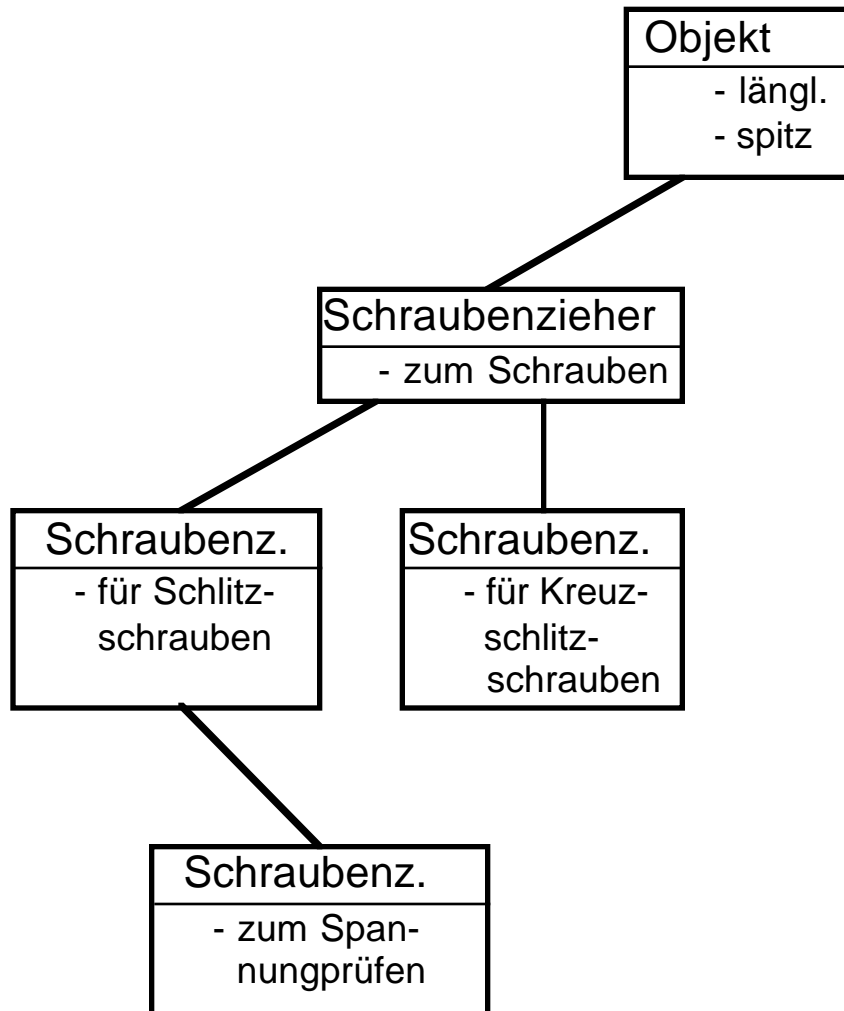 Objekt
- längl.
- spitz
Schraubenzieher
- zum Schrauben
Schraubenz.
- für Schlitz-
schrauben
Schraubenz.
- für Kreuz-
schlitz-
schrauben
Schraubenz.
- zum Span-
nungprüfen